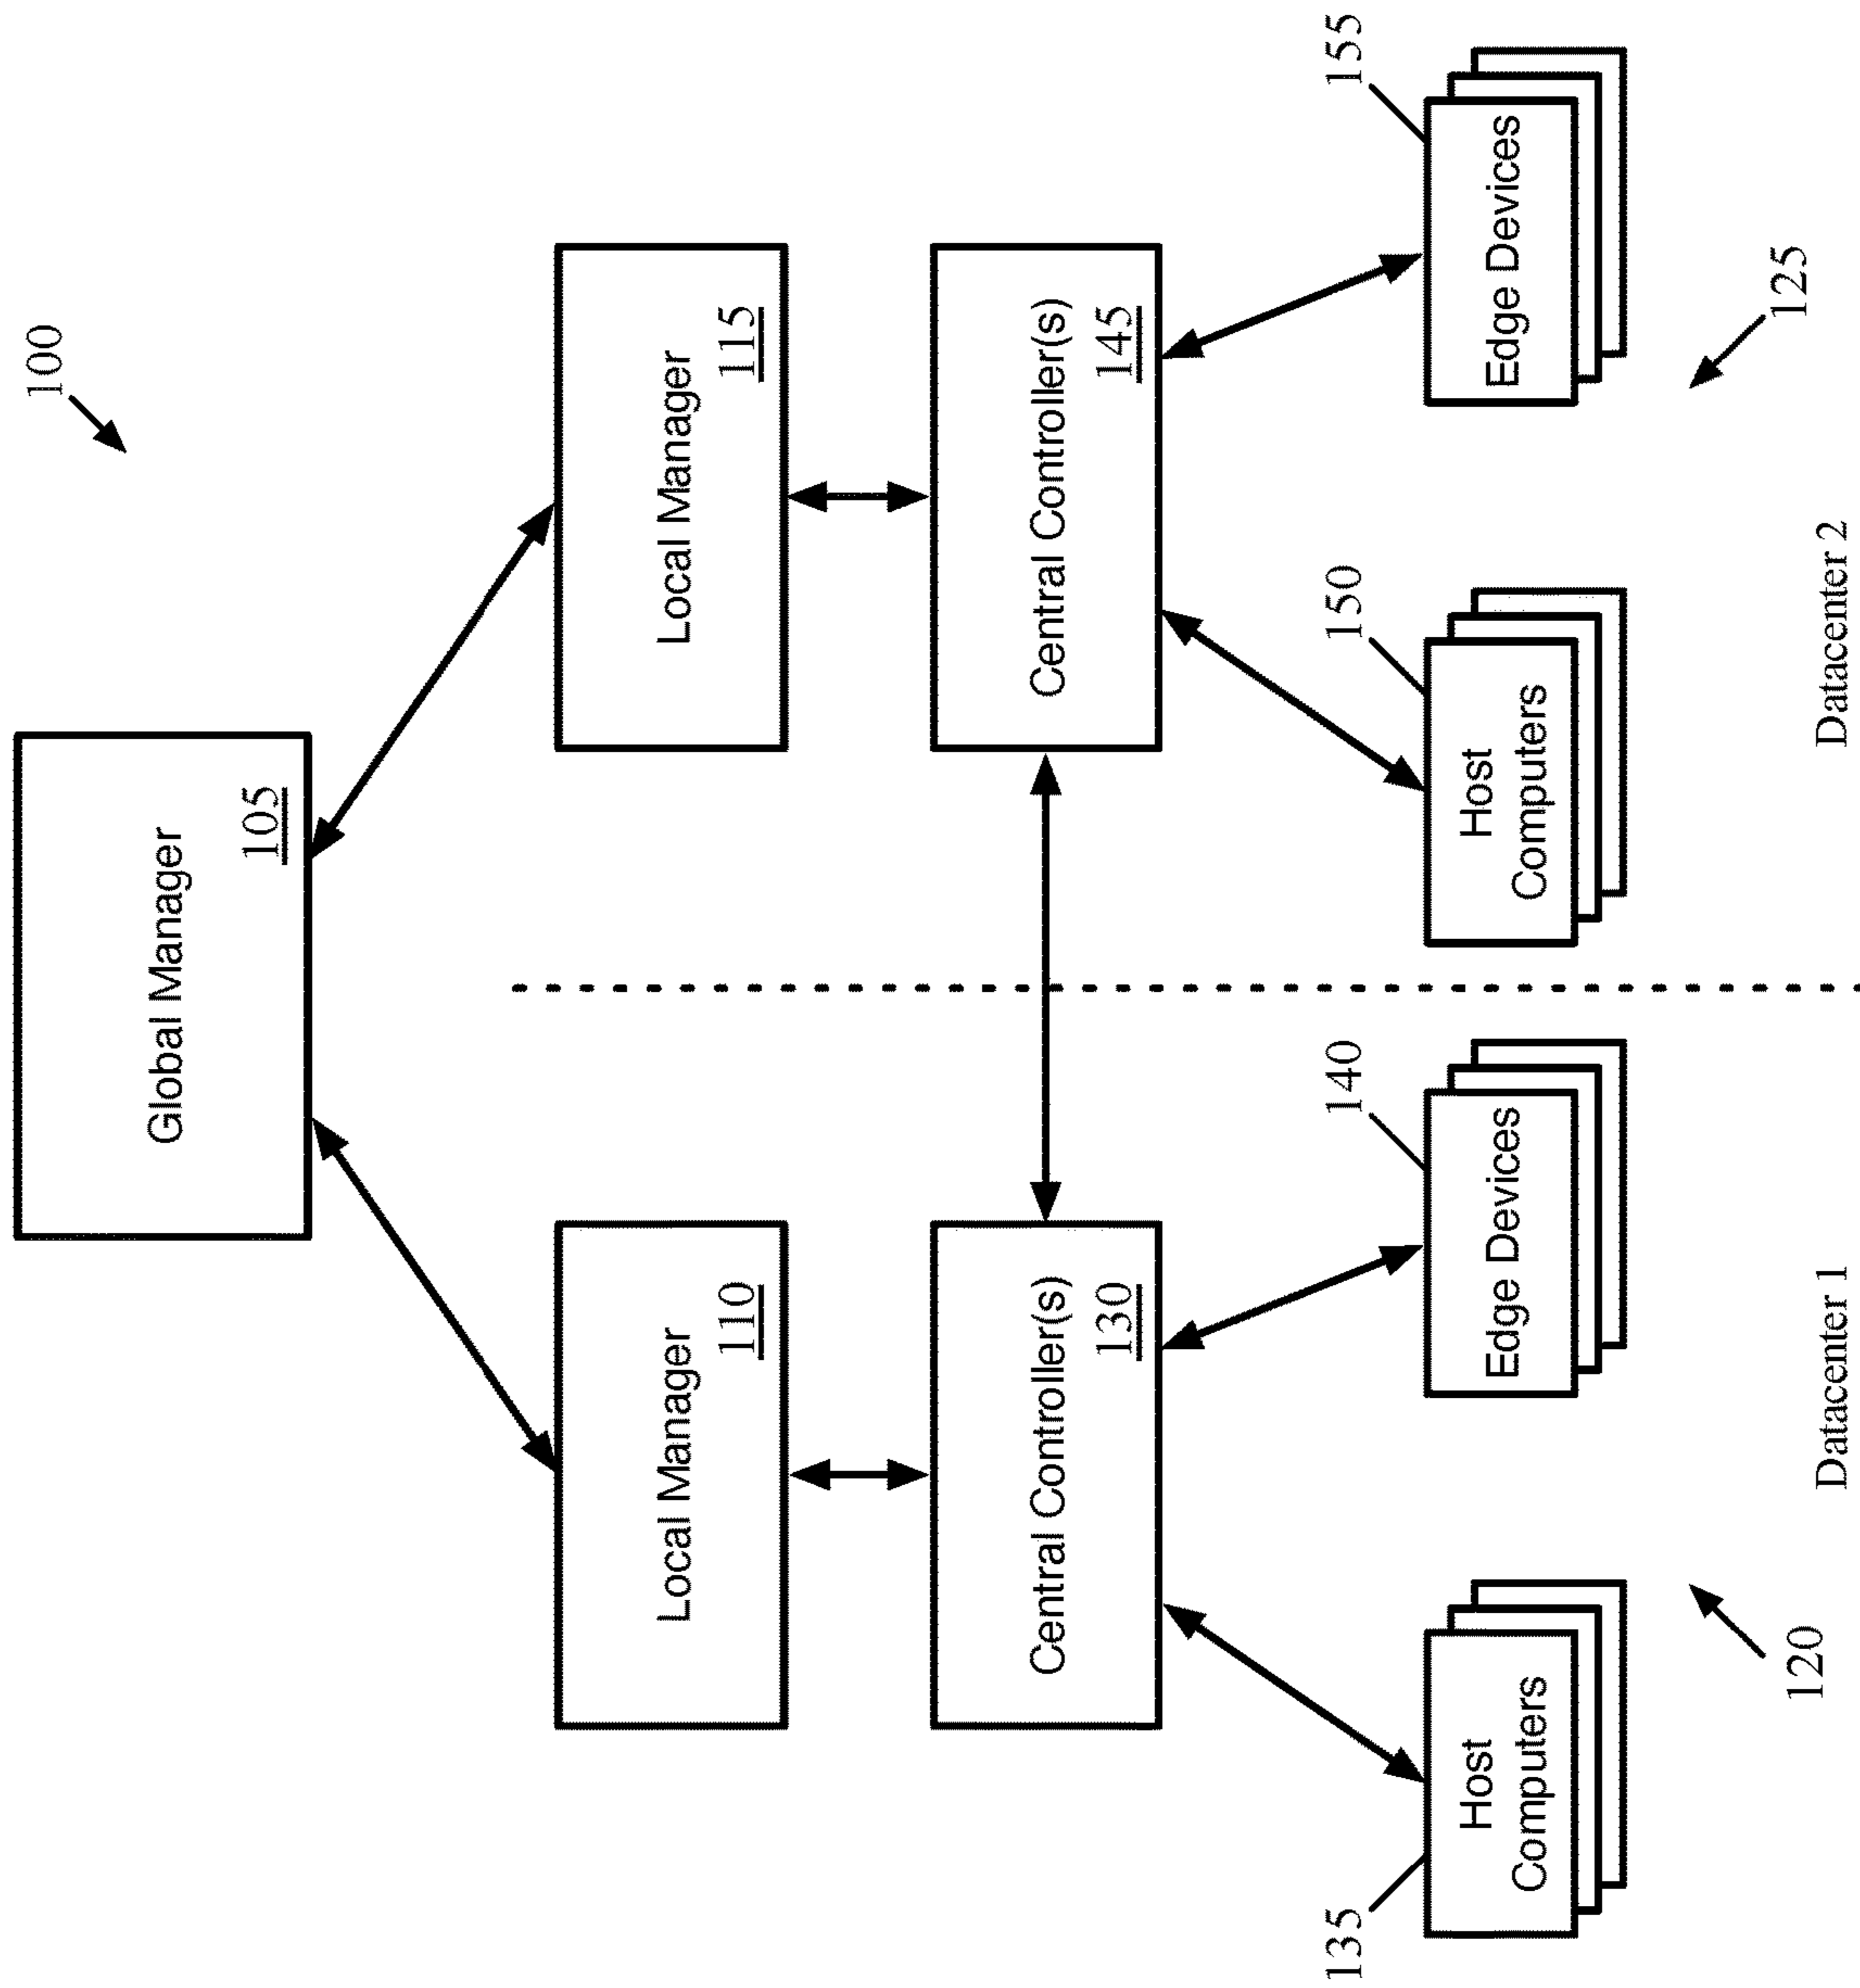 100
Global Manager
105
Local Manager
110
Local Manager
115
Central Controller(s)
130
Central Controller(s)
145
135
Host
Computers
140
Edge Devices
150
Host
Computers
155
Edge Devices
120
125
Datacenter 1
Datacenter 2